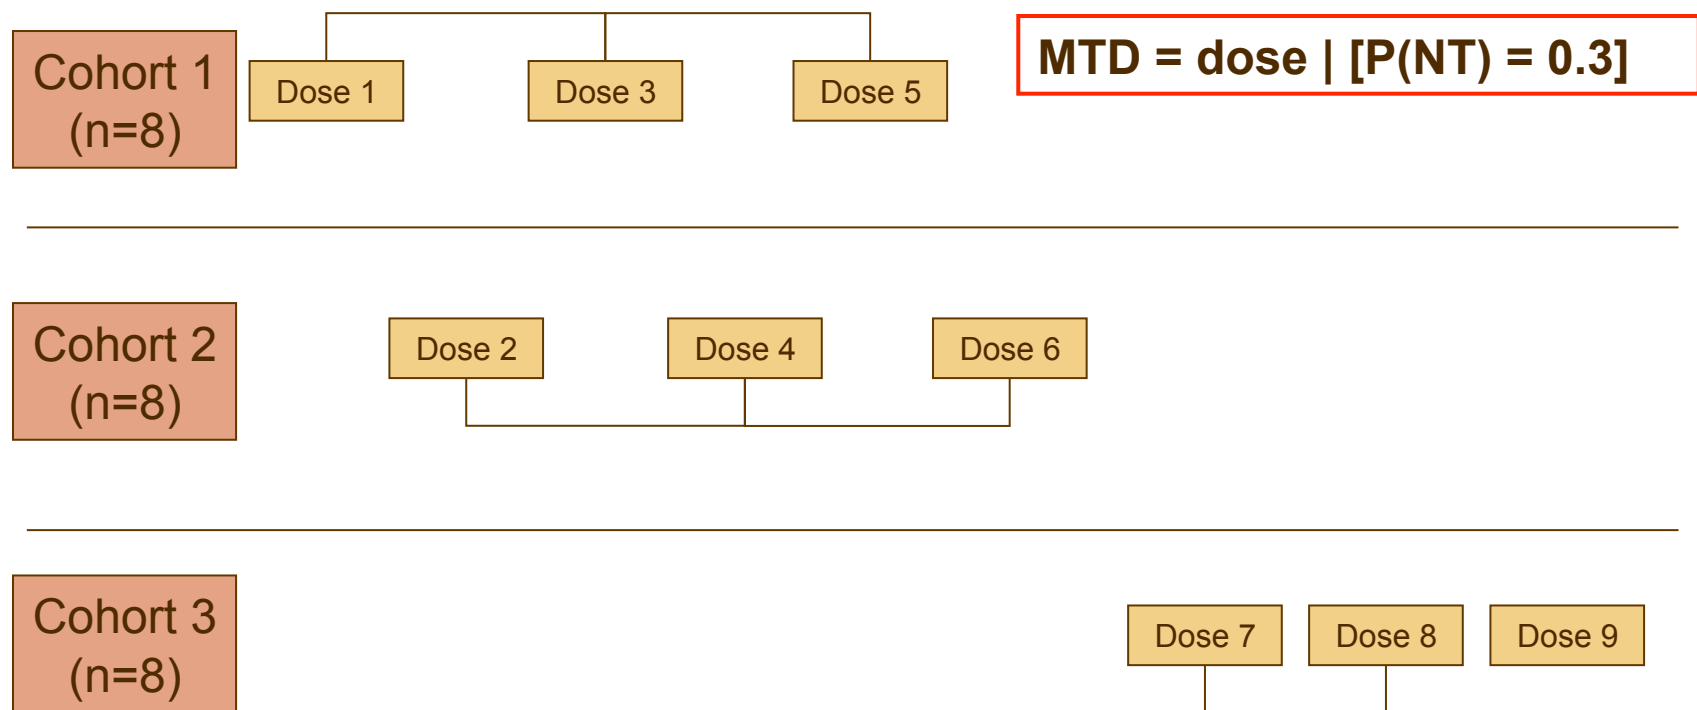 Cohort 1
(n=8)
Dose 1
Dose 3
Dose 5
MTD = dose | [P(NT) = 0.3]
Cohort 2
(n=8)
Dose 2
Dose 4
Dose 6
Cohort 3
(n=8)
Dose 7
Dose 8
Dose 9